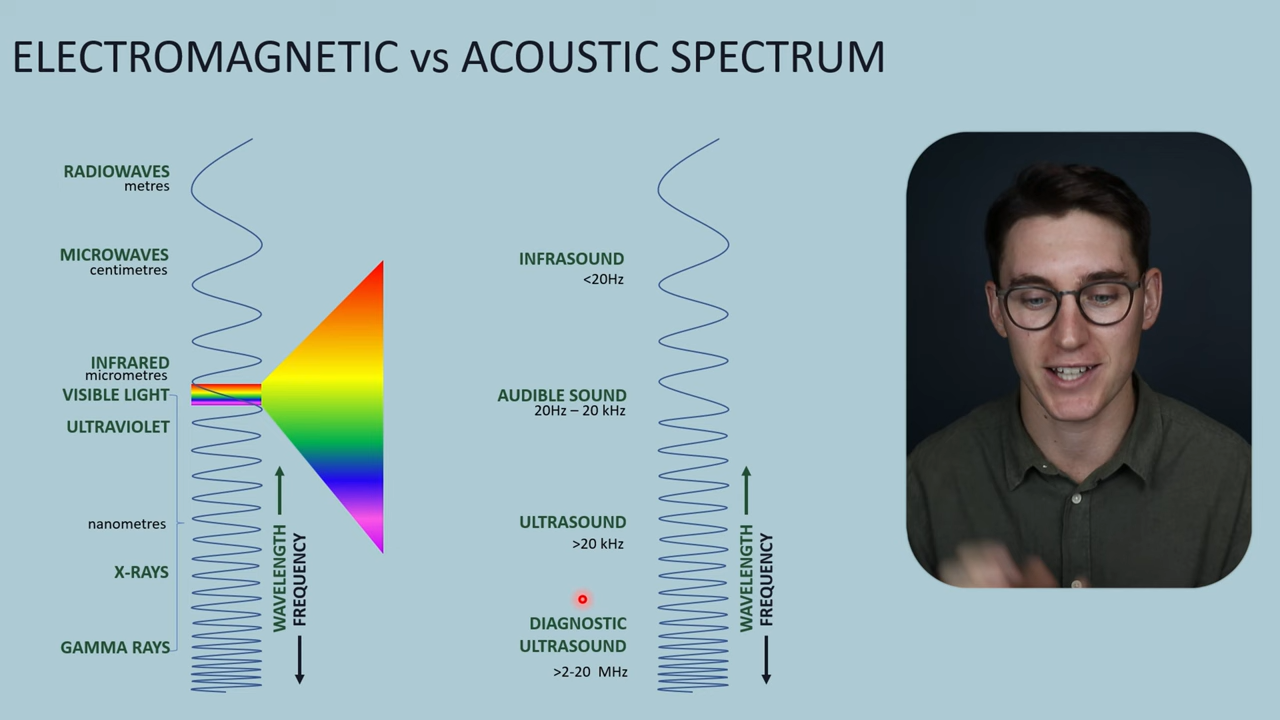 ELECTROMAGNETIC vs ACOUSTIC SPECTRUM
RADIOWAVES
metres
MICROWAVES
centimetres
INFRARED
micrometres
VISIBLE LIGHT
ULTRAVIOLET
nanometres
X-RAYS
GAMMA RAYS
WAVELENGTH
FREQUENCY
INFRASOUND
<20Hz
AUDIBLE SOUND
20Hz – 20 kHz
ULTRASOUND
>20 kHz
DIAGNOSTIC
ULTRASOUND
>2-20 MHz
WAVELENGTH
FREQUENCY